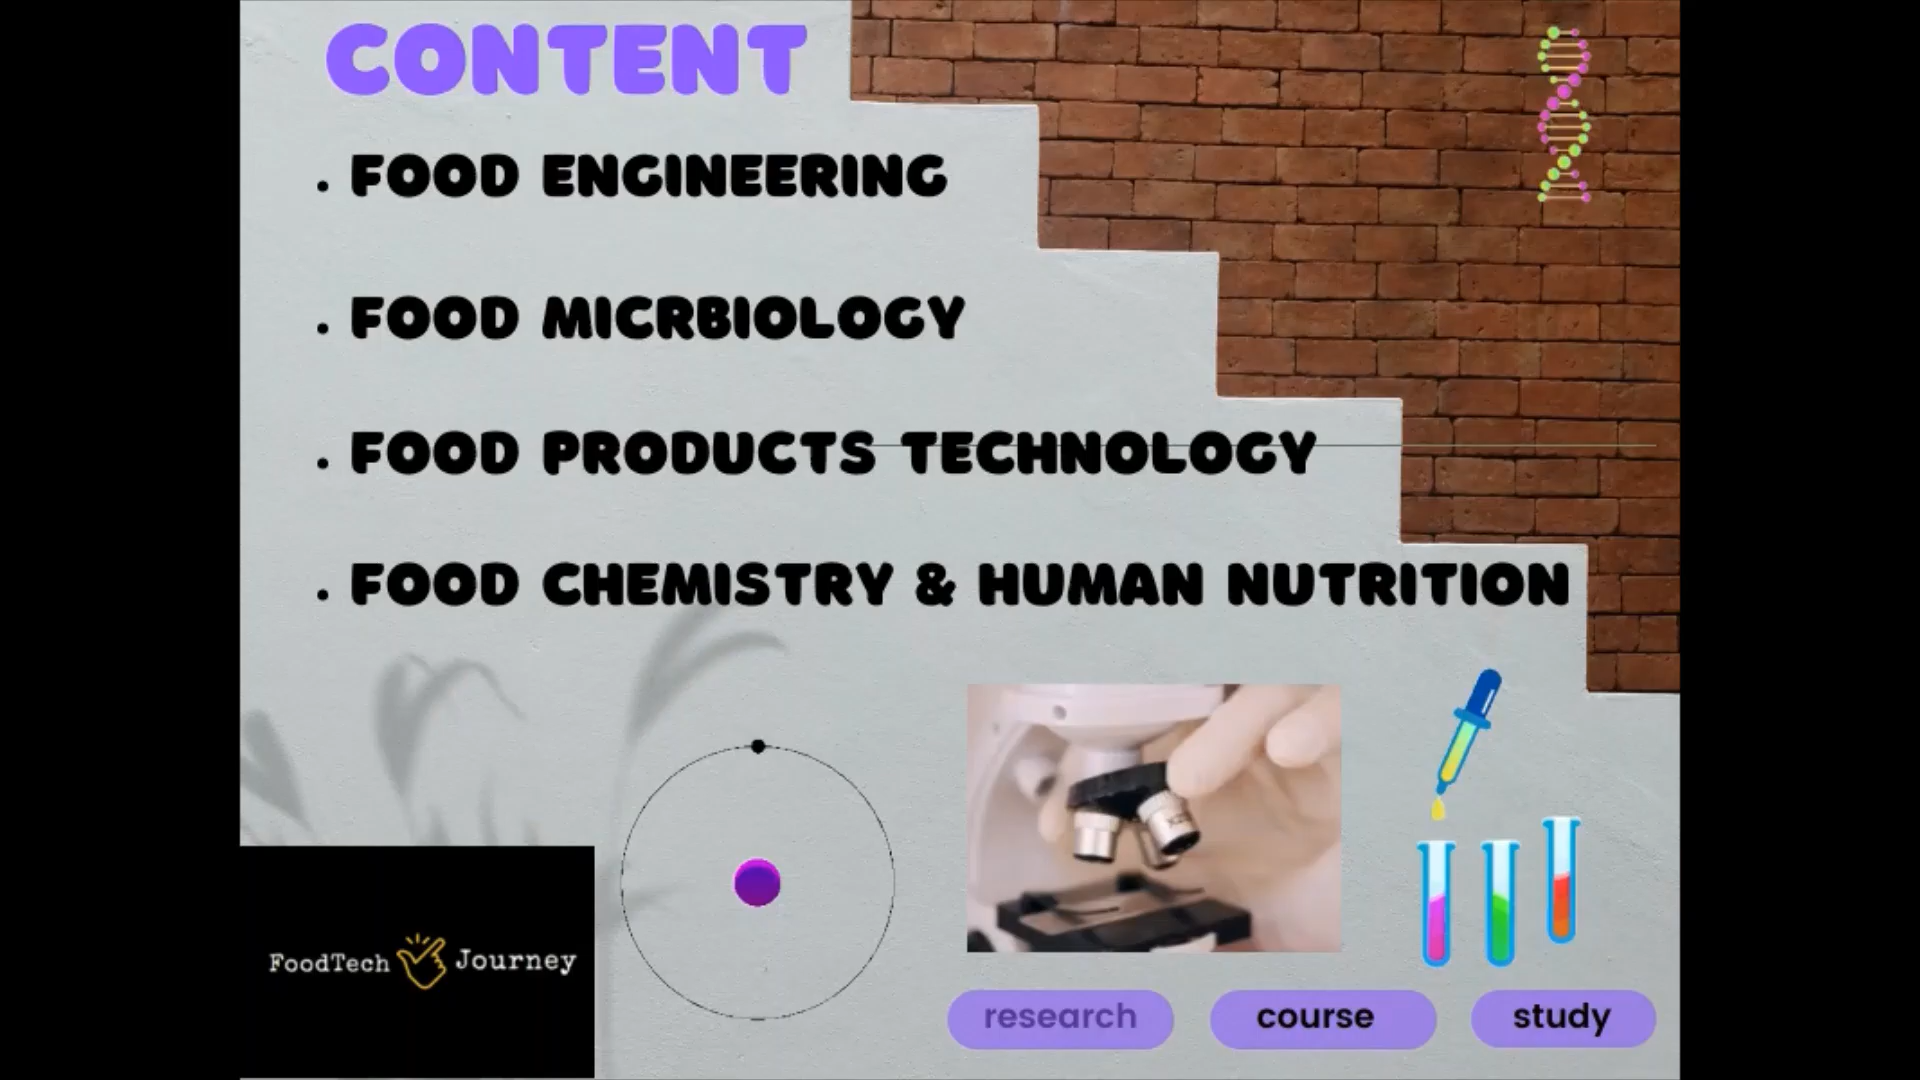 CONTENT
. FOOD ENGINEERING
. FOOD MICRBIOLOGY
. FOOD PRODUCTS TECHNOLOGY
. FOOD CHEMISTRY & HUMAN NUTRITION
FoodTech Journey
research course study